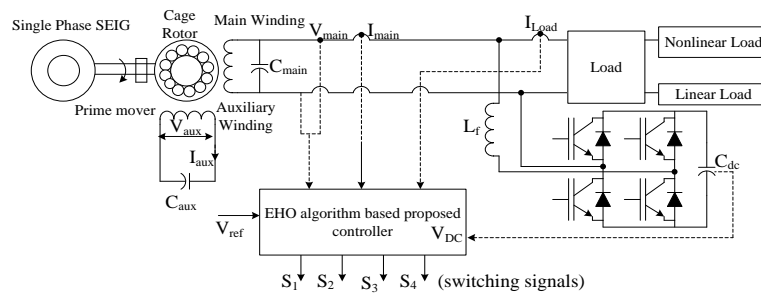 Single Phase SEIG
Cage
Rotor
Main Winding
V_main
I_main
I_Load
C_main
Load
Nonlinear Load
Linear Load
Prime mover
Auxiliary
Winding
V_aux
I_aux
C_aux
L_f
C_dc
EHO algorithm based proposed
controller
V_ref
V_DC
S_1 S_2 S_3 S_4 (switching signals)